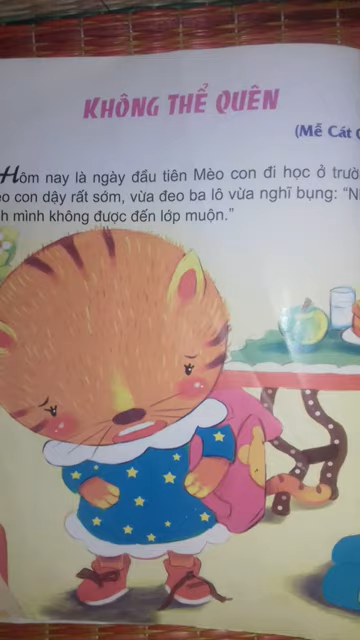 KHÔNG THỂ QUÊN
(Mễ Cát
Hôm nay là ngày đầu tiên Mèo con đi học ở
con dậy rất sớm, vừa đeo ba lô vừa nghĩ bụng:
mình không được đến lớp muộn.”